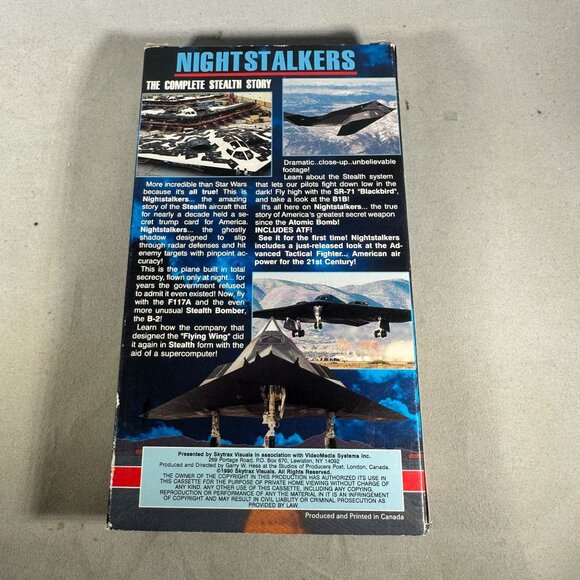 NIGHTSTALKERS
THE COMPLETE STEALTH STORY
More incredible than Star Wars
because it's all true! This is
Nightstalkers... the amazing
story of the Stealth aircraft that
for nearly a decade held a se-
cret trump card for America.
Nightstalkers... the ghostly
shadow designed to slip
through radar defenses and hit
enemy targets with pinpoint ac-
curacy!
This is the plane built in total
secrecy, flown only at night... for
years the government refused
to admit it even existed! Now, fly
with the F117A and the even
more unusual Stealth Bomber,
the B-2!
Learn how the company that
designed the "Flying Wing" did
it again in Stealth form with the
aid of a supercomputer!
Dramatic..close-up..unbelievable
footage!
Learn about the Stealth system
that lets our pilots fight down low in the
dark! Fly high with the SR-71 "Blackbird",
and take a look at the B1B!
It's all here on Nightstalkers... the true
story of America's greatest secret weapon
since the Atomic Bomb!
INCLUDES ATF!
See it for the first time! Nightstalkers
includes a just-released look at the Ad-
vanced Tactical Fighter... American air
power for the 21st Century!
Presented by Skytrax Visuals in association with VideoMedia Systems Inc.
269 Portage Road, P.O. Box 670, Lewiston, NY 14092
Produced and Directed by Garry W. Hess at the Studios of Producers Post, London, Canada.
©1990 Skytrax Visuals. All Rights Reserved.
THE OWNER OF THE COPYRIGHT IN THIS PRODUCTION HAS AUTHORIZED ITS USE IN
THIS CASSETTE FOR THE PURPOSE OF PRIVATE HOME VIEWING WITHOUT CHARGE OF
ANY KIND. ANY OTHER USE OF THIS CASSETTE, INCLUDING ANY COPYING,
REPRODUCTION OR PERFORMANCE OF ANY THE MATERIAL IN IT IS AN INFRINGEMENT
OF COPYRIGHT AND MAY RESULT IN CIVIL LIABLITY OR CRIMINAL PROSECUTION AS
PROVIDED BY LAW.
Produced and Printed in Canada